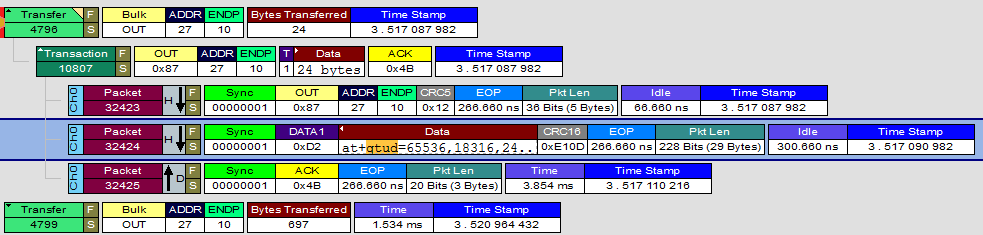 Transfer F Bulk ADDR ENDP Bytes Transferred Time Stamp
4796 S OUT 27 10 24 3 . 517 087 982
Transaction F OUT ADDR ENDP T Data ACK Time Stamp
10807 S 0x87 27 10 1 24 bytes 0x4B 3 . 517 087 982
Ch0 Packet H F Sync OUT ADDR ENDP CRC5 EOP Pkt Len Idle Time Stamp
32423 S 00000001 0x87 27 10 0x12 266.660 ns 36 Bits (5 Bytes) 66.660 ns 3 . 517 087 982
Ch0 Packet H F Sync DATA1 Data CRC16 EOP Pkt Len Idle Time Stamp
32424 S 00000001 0xD2 at+qtud=65536,18316,24... 0xE10D 266.660 ns 228 Bits (29 Bytes) 300.660 ns 3 . 517 090 982
Ch0 Packet D F Sync ACK EOP Pkt Len Time Time Stamp
32425 S 00000001 0x4B 266.660 ns 20 Bits (3 Bytes) 3.854 ms 3 . 517 110 216
Transfer F Bulk ADDR ENDP Bytes Transferred Time Time Stamp
4799 S OUT 27 10 697 1.534 ms 3 . 520 964 432